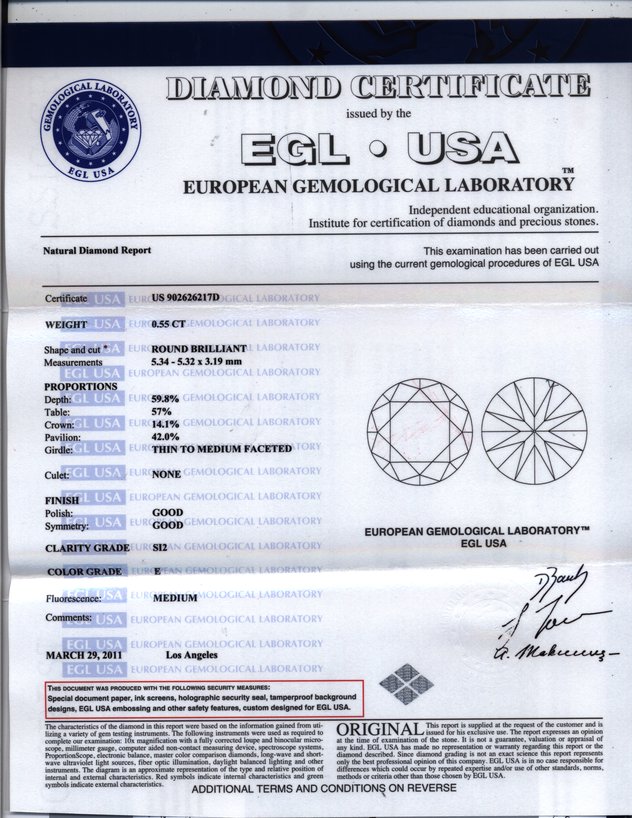 GEMOLOGICAL LABORATORY
EGL USA
DIAMOND CERTIFICATE
issued by the
EGL • USA
EUROPEAN GEMOLOGICAL LABORATORY™
Independent educational organization.
Institute for certification of diamonds and precious stones.
Natural Diamond Report
This examination has been carried out
using the current gemological procedures of EGL USA
Certificate US 902626217D
WEIGHT 0.55 CT
Shape and cut * ROUND BRILLIANT
Measurements 5.34 - 5.32 x 3.19 mm
PROPORTIONS
Depth: 59.8%
Table: 57%
Crown: 14.1%
Pavilion: 42.0%
Girdle: THIN TO MEDIUM FACETED
Culet: NONE
FINISH
Polish: GOOD
Symmetry: GOOD
CLARITY GRADE SI2
COLOR GRADE E
Fluorescence: MEDIUM
Comments:
MARCH 29, 2011 Los Angeles
EUROPEAN GEMOLOGICAL LABORATORY™
EGL USA
THIS DOCUMENT WAS PRODUCED WITH THE FOLLOWING SECURITY MEASURES:
Special document paper, ink screens, holographic security seal, tamperproof background
designs, EGL USA embossing and other safety features, custom designed for EGL USA.
The characteristics of the diamond in this report were based on the information gained from uti-
lizing a variety of gem testing instruments. The following instruments were used as required to
complete our examination: 10x magnification with a fully corrected loupe and binocular micro-
scope, millimeter gauge, computer aided non-contact measuring device, spectroscope systems,
ProportionScope, electronic balance, master color comparison diamonds, long-wave and short-
wave ultraviolet light sources, fiber optic illumination, daylight balanced lighting and other
instruments. The diagram is an approximate representation of the type and relative position of
internal and external characteristics. Red symbols indicate internal characteristics and green
symbols indicate external characteristics.
ORIGINAL This report is supplied at the request of the customer and is
issued for his exclusive use. The report expresses an opinion
at the time of examination of the stone. It is not a guarantee, valuation or appraisal of
any kind. EGL USA has made no representation or warranty regarding this report or the
diamond described. Since diamond grading is not an exact science this report represents
only the best professional opinion of this company. EGL USA is in no case responsible for
differences which could occur by repeated expertise and/or use of other standards, norms,
methods or criteria other than those chosen by EGL USA.
ADDITIONAL TERMS AND CONDITIONS ON REVERSE